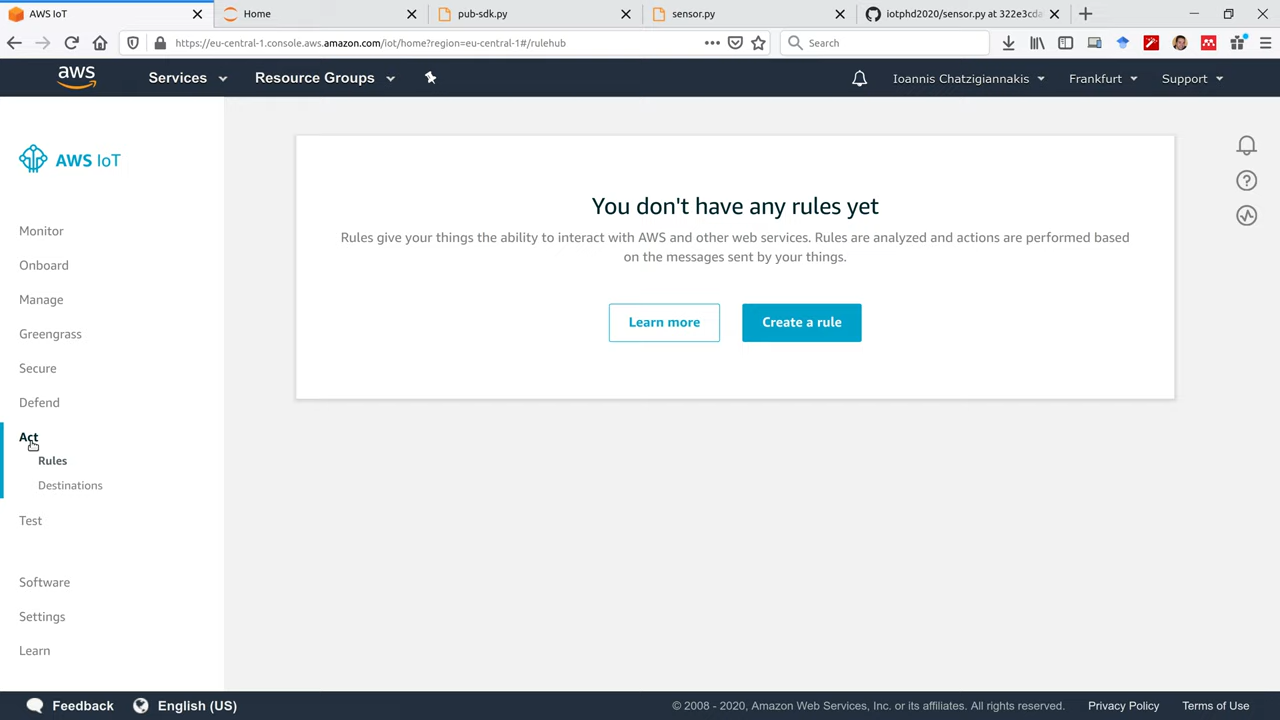 AWS IoT
Home
pub-sdk.py
sensor.py
iotphd2020/sensor.py at 322e3cda
https://eu-central-1.console.aws.amazon.com/iot/home?region=eu-central-1#/rulehub
Search
aws
Services
Resource Groups
Ioannis Chatzigiannakis
Frankfurt
Support
AWS IoT
Monitor
Onboard
Manage
Greengrass
Secure
Defend
Act
Rules
Destinations
Test
Software
Settings
Learn
You don't have any rules yet
Rules give your things the ability to interact with AWS and other web services. Rules are analyzed and actions are performed based
on the messages sent by your things.
Learn more
Create a rule
Feedback
English (US)
© 2008 - 2020, Amazon Web Services, Inc. or its affiliates. All rights reserved.
Privacy Policy
Terms of Use